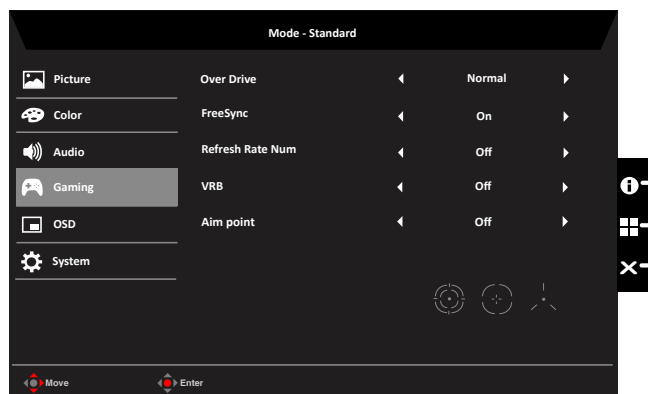 Mode - Standard
Picture
Over Drive Normal
Color
FreeSync On
Audio
Refresh Rate Num Off
Gaming
VRB Off
OSD
Aim point Off
System
Move Enter